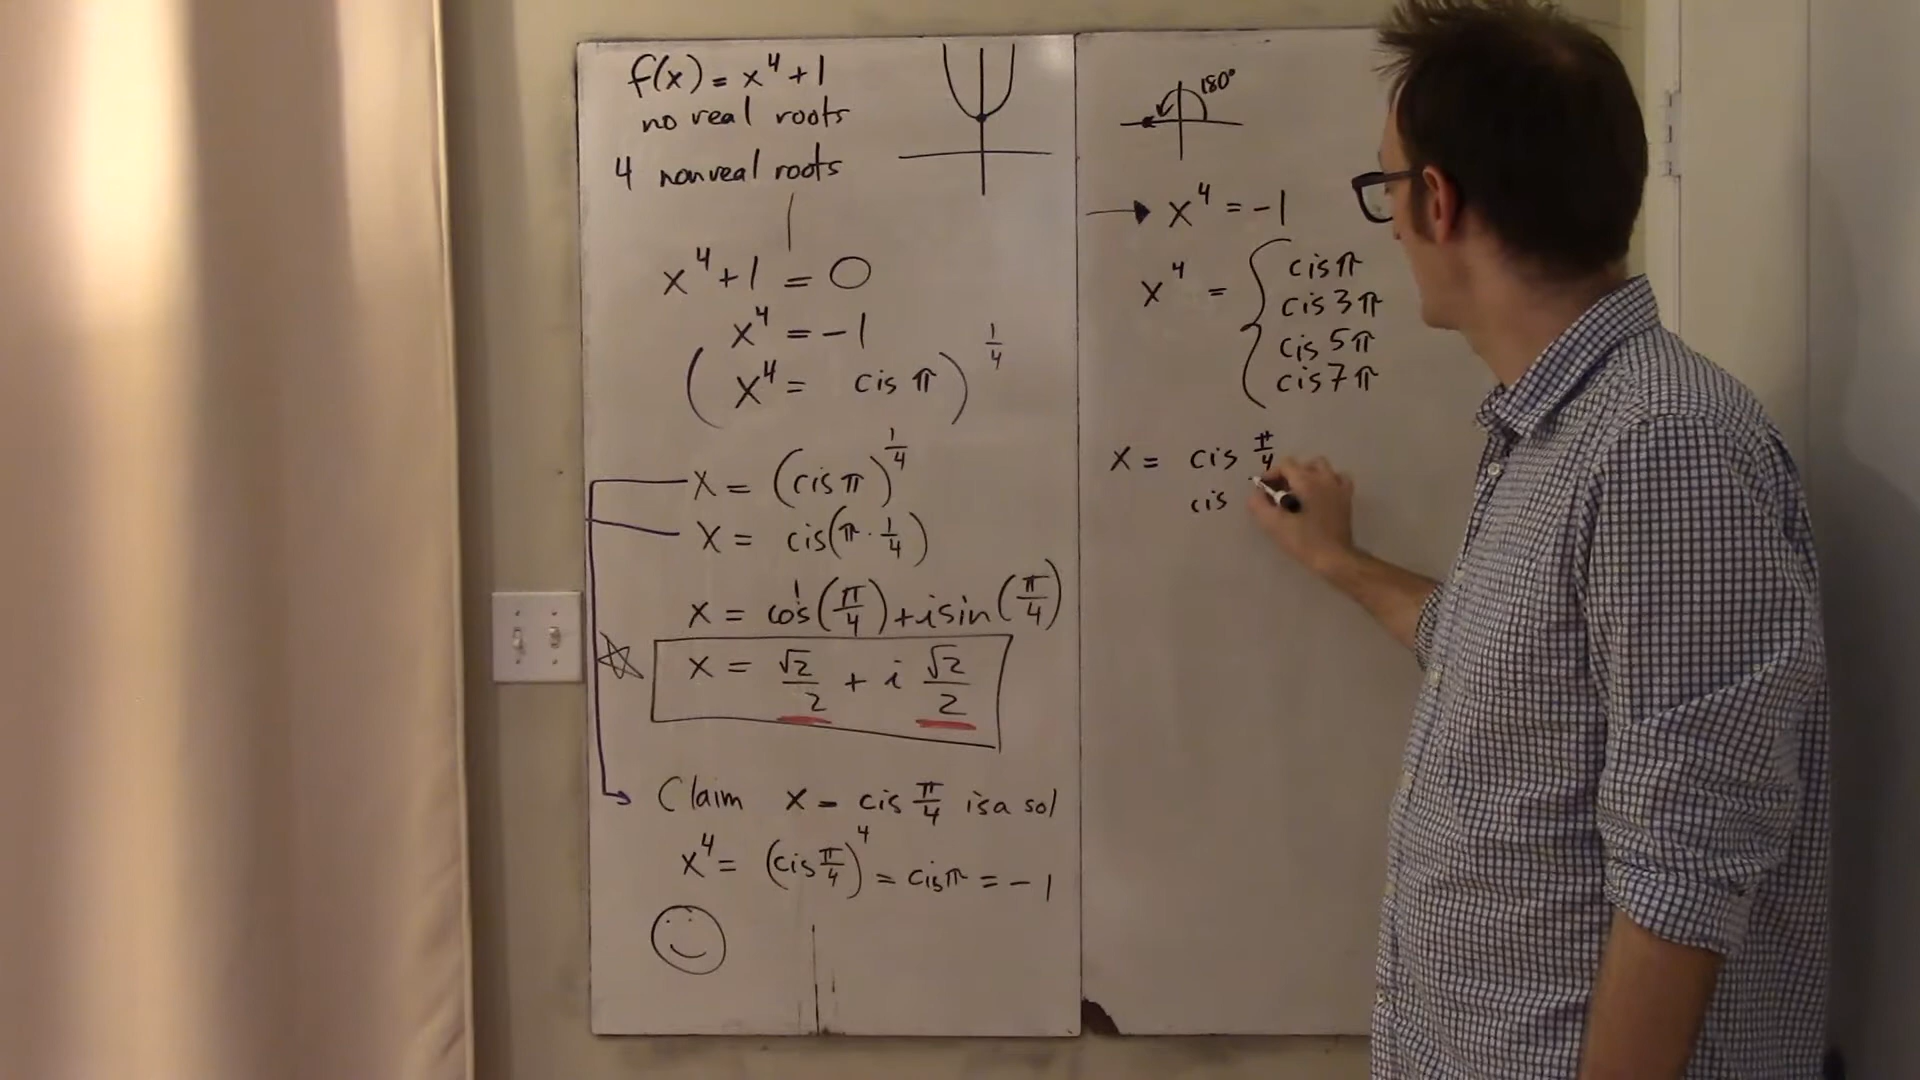 f(x) = x⁴ + 1
no real roots
4 nonreal roots
x⁴ + 1 = 0
x⁴ = -1
(x⁴ = cis π)^(1/4)
x = (cis π)^(1/4)
x = cis(π · 1/4)
x = cos(π/4) + i sin(π/4)
x = √2/2 + i √2/2
Claim x = cis π/4 is a sol
x⁴ = (cis π/4)⁴ = cis π = -1
180°
x⁴ = -1
x⁴ = { cis π
cis 3π
cis 5π
cis 7π
x = cis π/4
cis